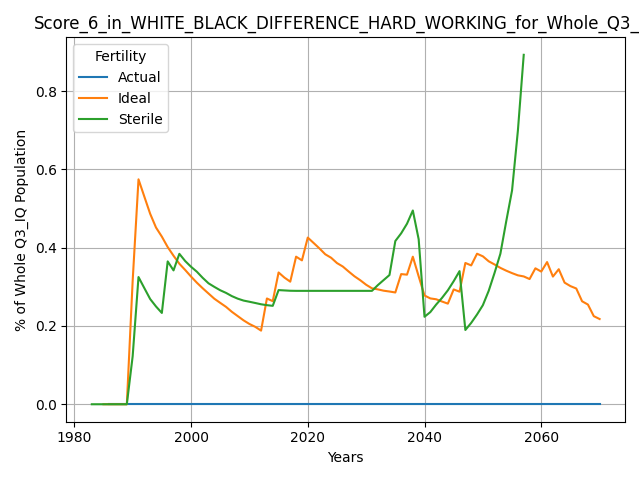 Score_6_in_WHITE_BLACK_DIFFERENCE_HARD_WORKING_for_Whole_Q3_
Fertility
Actual
Ideal
Sterile
% of Whole Q3_IQ Population
0.8
0.6
0.4
0.2
0.0
1980
2000
2020
2040
2060
Years